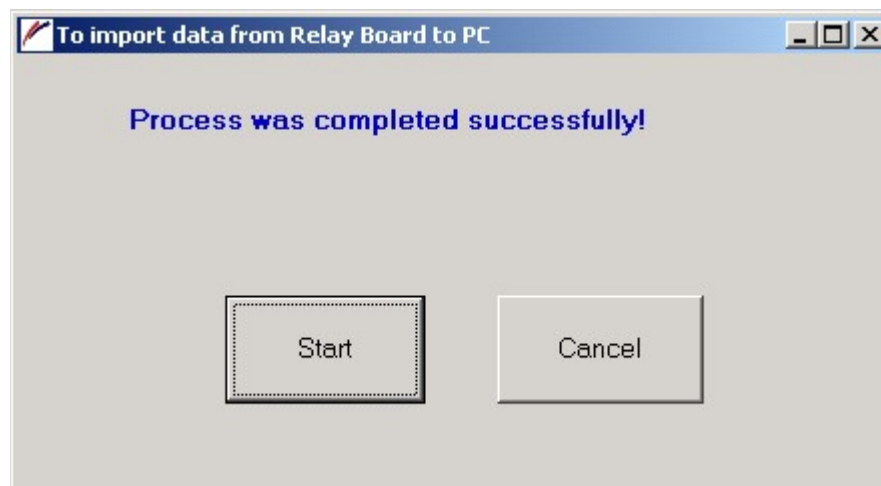 To import data from Relay Board to PC
Process was completed successfully!
Start
Cancel